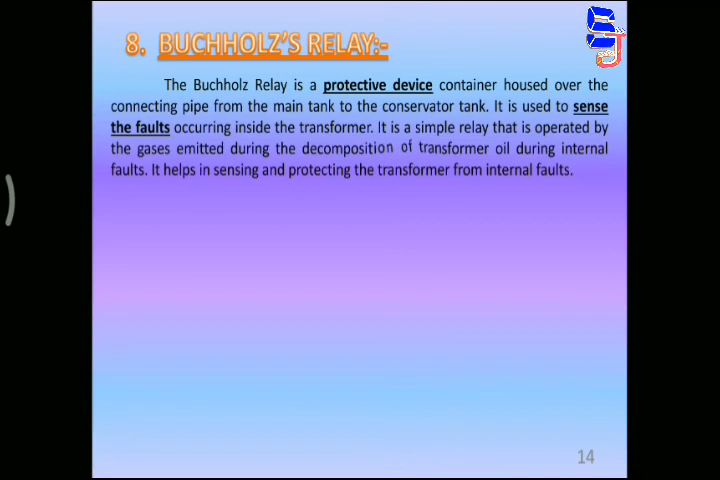 SJ
8. BUCHHOLZ'S RELAY:-
The Buchholz Relay is a protective device container housed over the
connecting pipe from the main tank to the conservator tank. It is used to sense
the faults occurring inside the transformer. It is a simple relay that is operated by
the gases emitted during the decomposition of transformer oil during internal
faults. It helps in sensing and protecting the transformer from internal faults.
14